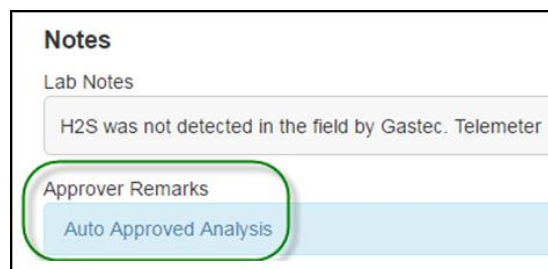 Notes
Lab Notes
H2S was not detected in the field by Gastec. Telemeter
Approver Remarks
Auto Approved Analysis